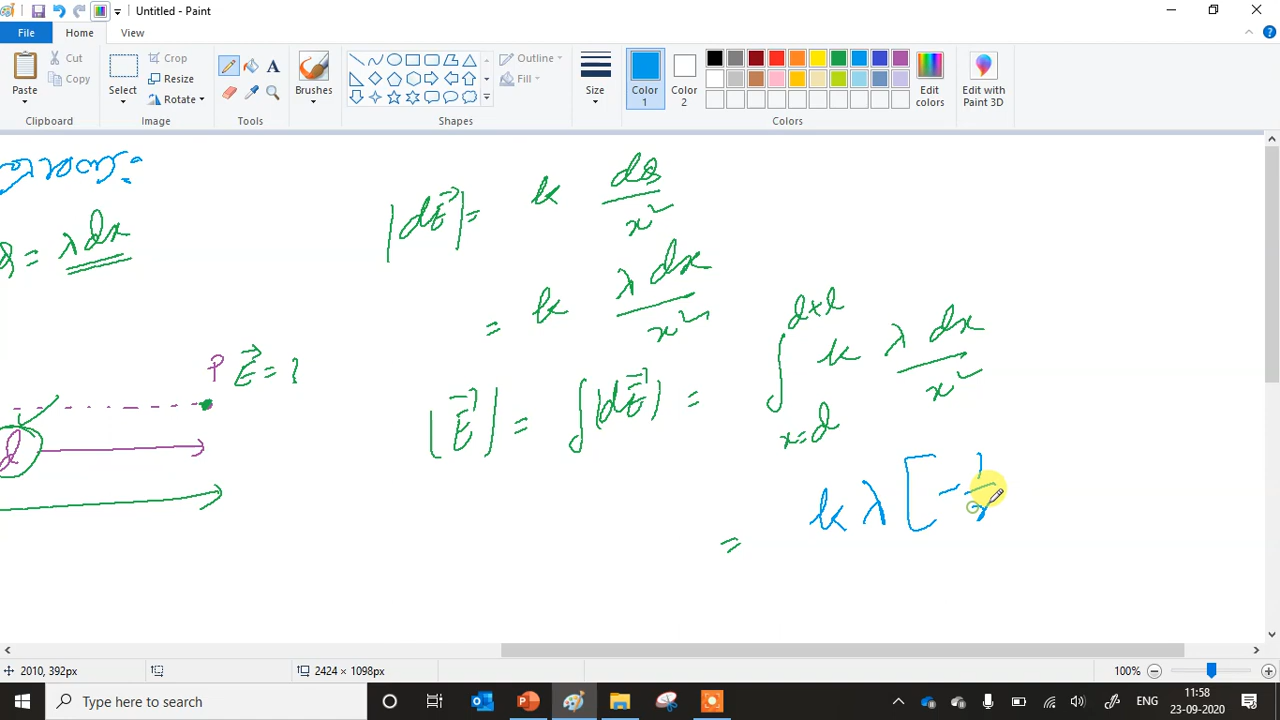 Untitled - Paint
File Home View
Paste Cut Copy Clipboard
Select Crop Resize Rotate Image
Tools
Brushes
Outline Fill Shapes
Size
Color 1 Color 2 Edit colors Colors
Edit with Paint 3D
|dE⃗| = k dQ/x²
Q = λdx
= k λdx/x²
P E⃗ = ?
|E⃗| = ∫|dE⃗| = ∫ₓ₌d^(d+l) k λdx/x²
d
= kλ[-1/x
2010, 392px 2424 × 1098px 100%
Type here to search ENG 11:58 23-09-2020